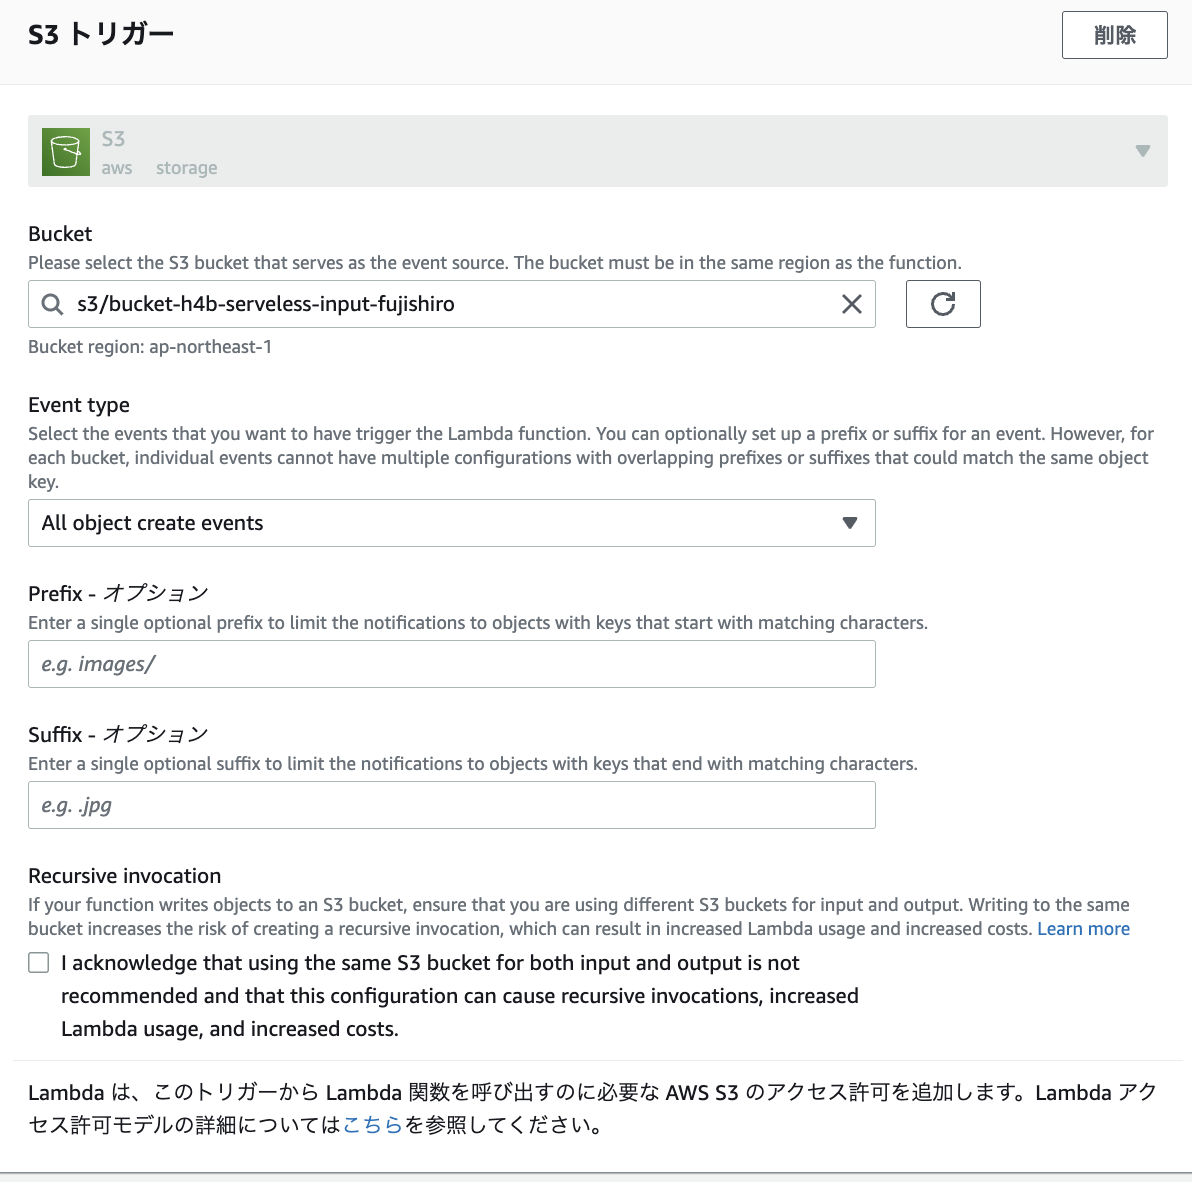 S3 トリガー
削除
S3
aws storage
Bucket
Please select the S3 bucket that serves as the event source. The bucket must be in the same region as the function.
s3/bucket-h4b-serveless-input-fujishiro
Bucket region: ap-northeast-1
Event type
Select the events that you want to have trigger the Lambda function. You can optionally set up a prefix or suffix for an event. However, for
each bucket, individual events cannot have multiple configurations with overlapping prefixes or suffixes that could match the same object
key.
All object create events
Prefix - オプション
Enter a single optional prefix to limit the notifications to objects with keys that start with matching characters.
e.g. images/
Suffix - オプション
Enter a single optional suffix to limit the notifications to objects with keys that end with matching characters.
e.g. .jpg
Recursive invocation
If your function writes objects to an S3 bucket, ensure that you are using different S3 buckets for input and output. Writing to the same
bucket increases the risk of creating a recursive invocation, which can result in increased Lambda usage and increased costs. Learn more
I acknowledge that using the same S3 bucket for both input and output is not
recommended and that this configuration can cause recursive invocations, increased
Lambda usage, and increased costs.
Lambda は、このトリガーから Lambda 関数を呼び出すのに必要な AWS S3 のアクセス許可を追加します。Lambda アク
セス許可モデルの詳細についてはこちらを参照してください。